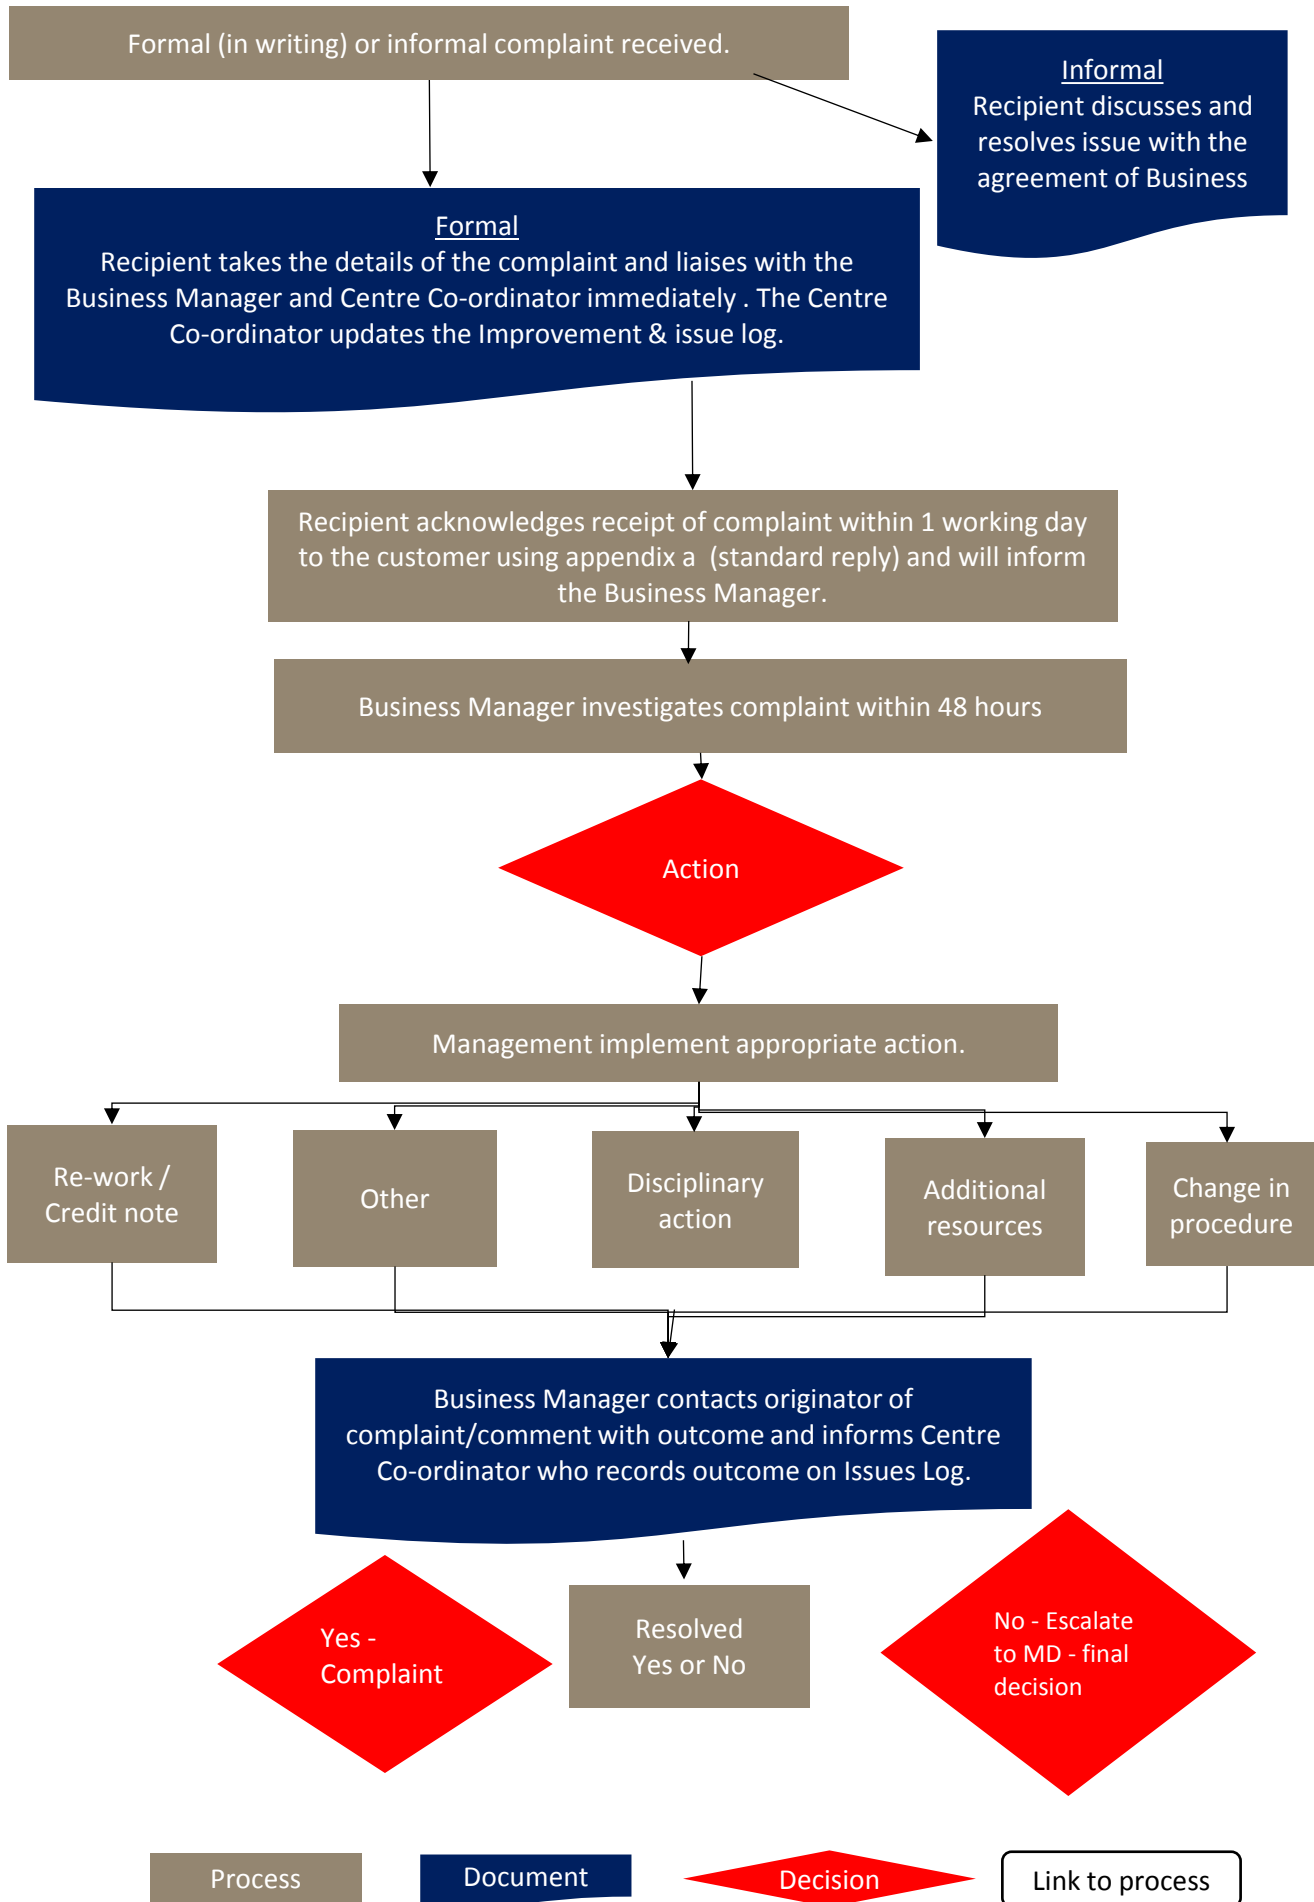 Formal (in writing) or informal complaint received.
Informal
Recipient discusses and
resolves issue with the
agreement of Business
Formal
Recipient takes the details of the complaint and liaises with the
Business Manager and Centre Co-ordinator immediately . The Centre
Co-ordinator updates the Improvement & issue log.
Recipient acknowledges receipt of complaint within 1 working day
to the customer using appendix a  (standard reply) and will inform
the Business Manager.
Business Manager investigates complaint within 48 hours
Action
Management implement appropriate action.
Re-work /
Credit note
Other
Disciplinary
action
Additional
resources
Change in
procedure
Business Manager contacts originator of
complaint/comment with outcome and informs Centre
Co-ordinator who records outcome on Issues Log.
Yes -
Complaint
Resolved
Yes or No
No - Escalate
to MD - final
decision
Process
Document
Decision
Link to process